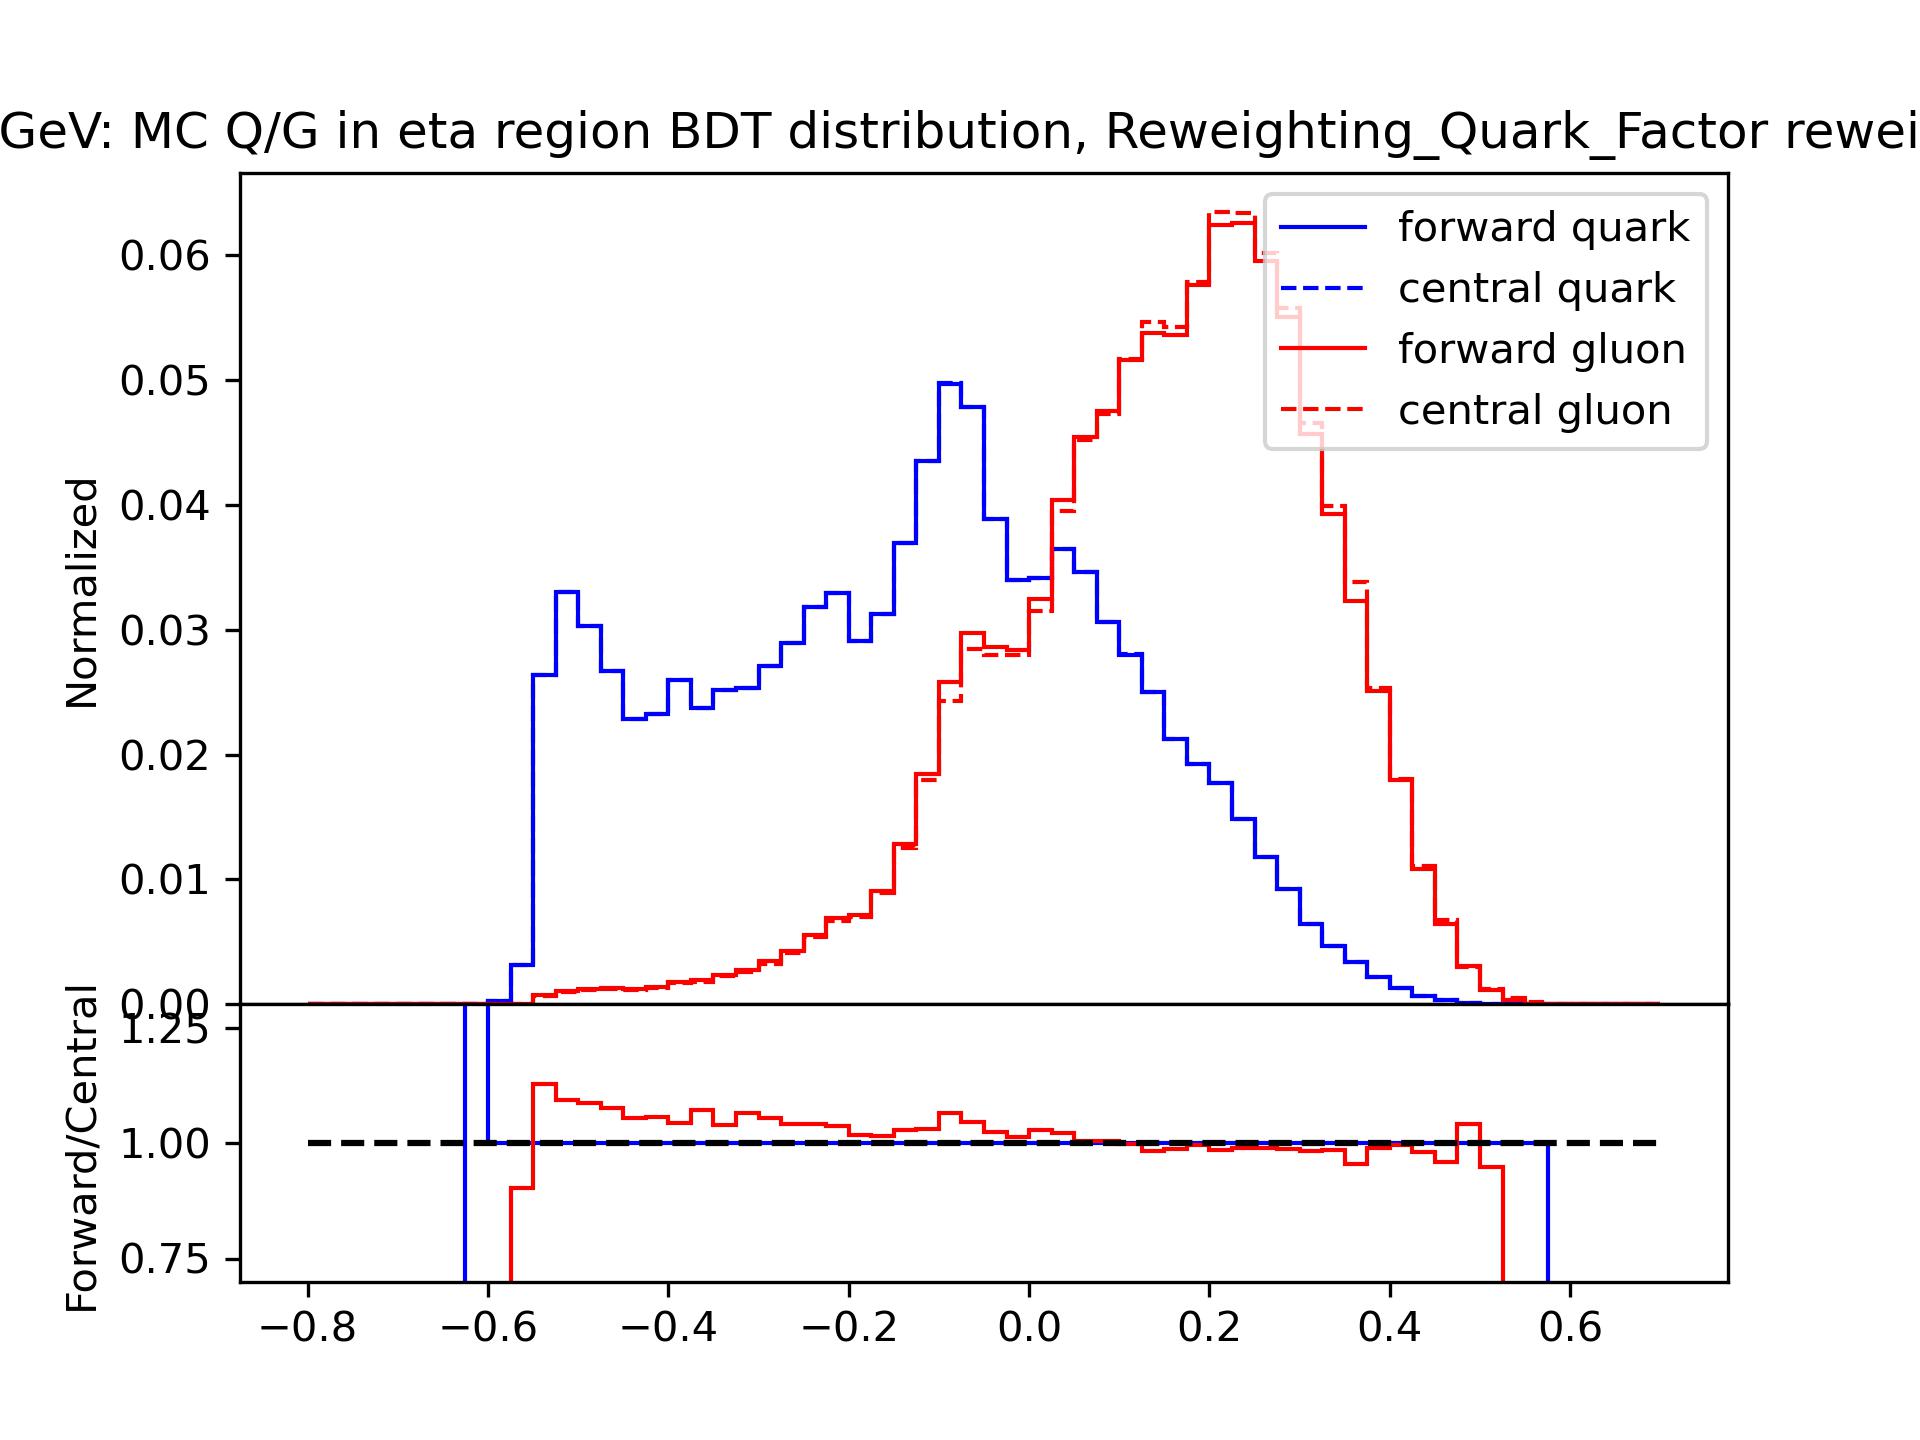 GeV: MC Q/G in eta region BDT distribution, Reweighting_Quark_Factor rewei
forward quark
central quark
forward gluon
central gluon
Normalized
0.06
0.05
0.04
0.03
0.02
0.01
0.00
Forward/Central
1.25
1.00
0.75
−0.8 −0.6 −0.4 −0.2 0.0 0.2 0.4 0.6